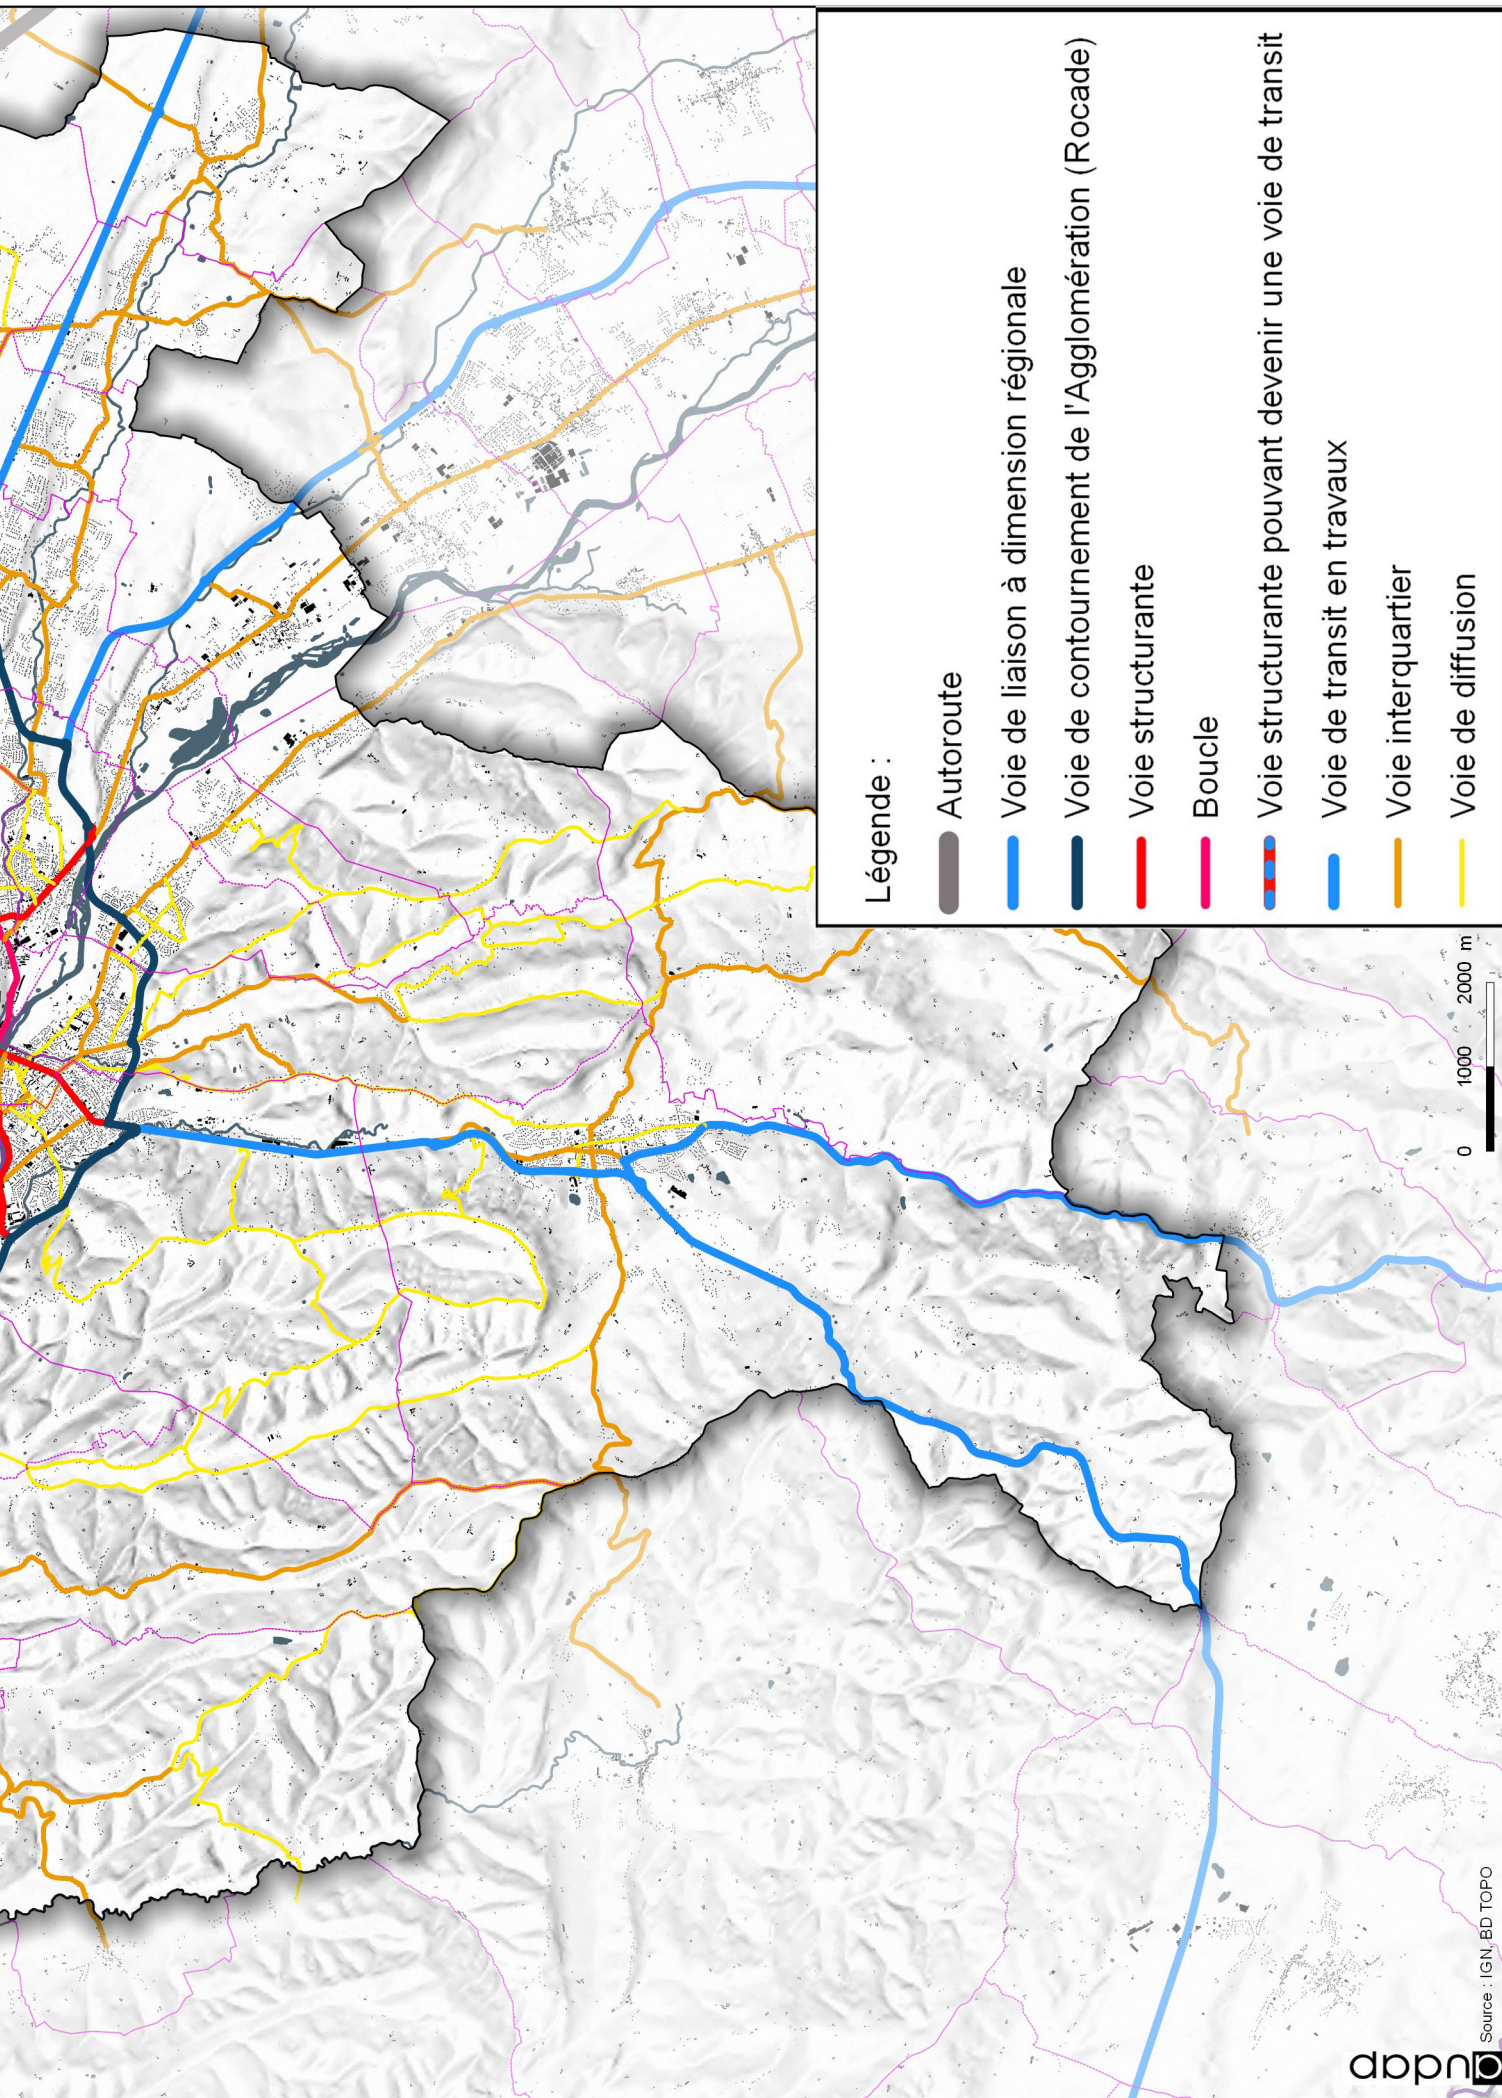 Légende :
Autoroute
Voie de liaison à dimension régionale
Voie de contournement de l'Agglomération (Rocade)
Voie structurante
Boucle
Voie structurante pouvant devenir une voie de transit
Voie de transit en travaux
Voie interquartier
Voie de diffusion
0 1000 2000 m
Source : IGN, BD TOPO